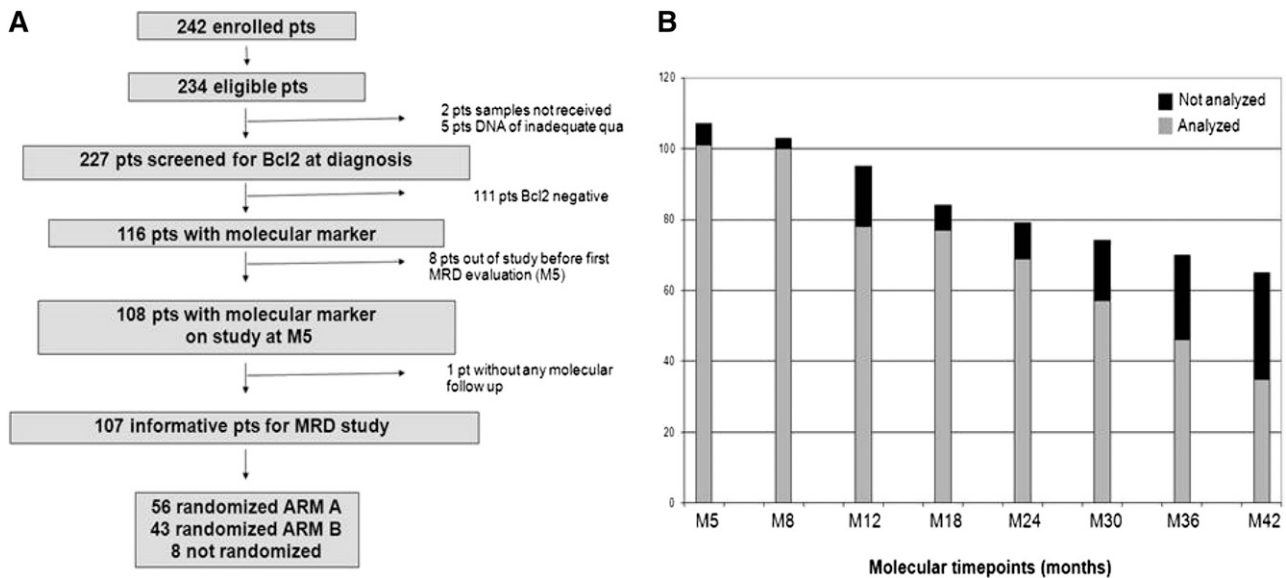 A
242 enrolled pts
234 eligible pts
2 pts samples not received
5 pts DNA of inadequate qua
227 pts screened for Bcl2 at diagnosis
111 pts Bcl2 negative
116 pts with molecular marker
8 pts out of study before first
MRD evaluation (M5)
108 pts with molecular marker
on study at M5
1 pt without any molecular
follow up
107 informative pts for MRD study
56 randomized ARM A
43 randomized ARM B
8 not randomized
B
120
100
80
60
40
20
0
Not analyzed
Analyzed
M5 M8 M12 M18 M24 M30 M36 M42
Molecular timepoints (months)